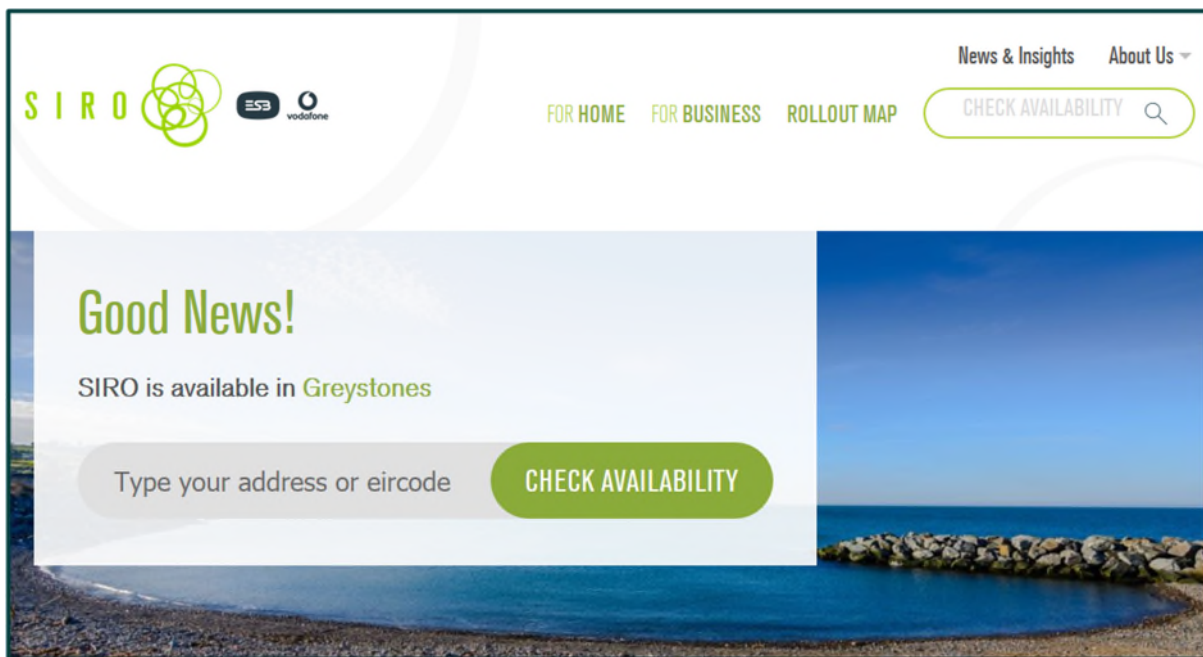 News & Insights About Us
SIRO ESB vodafone FOR HOME FOR BUSINESS ROLLOUT MAP CHECK AVAILABILITY
Good News!
SIRO is available in Greystones
Type your address or eircode CHECK AVAILABILITY